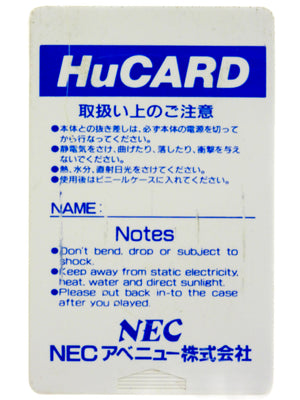 HuCARD
取扱い上のご注意
●本体との抜き差しは、必ず本体の電源を切って
から行なってください。
●静電気をさけ、曲げたり、落したり、衝撃を与え
ないでください。
●熱、水分、直射日光をさけてください。
●使用後はビニールケースに入れてください。
NAME:
Notes
●Don't bend, drop or subject to
shock.
●Keep away from static electricity,
heat, water and direct sunlight.
●Please put back in-to the case
after you played.
NEC
NECアベニュー株式会社